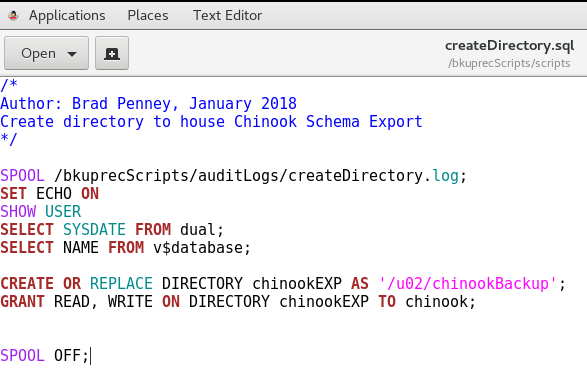 Applications Places Text Editor
Open createDirectory.sql
/bkuprecScripts/scripts
/*
Author: Brad Penney, January 2018
Create directory to house Chinook Schema Export
*/
SPOOL /bkuprecScripts/auditLogs/createDirectory.log;
SET ECHO ON
SHOW USER
SELECT SYSDATE FROM dual;
SELECT NAME FROM v$database;
CREATE OR REPLACE DIRECTORY chinookEXP AS '/u02/chinookBackup';
GRANT READ, WRITE ON DIRECTORY chinookEXP TO chinook;
SPOOL OFF;